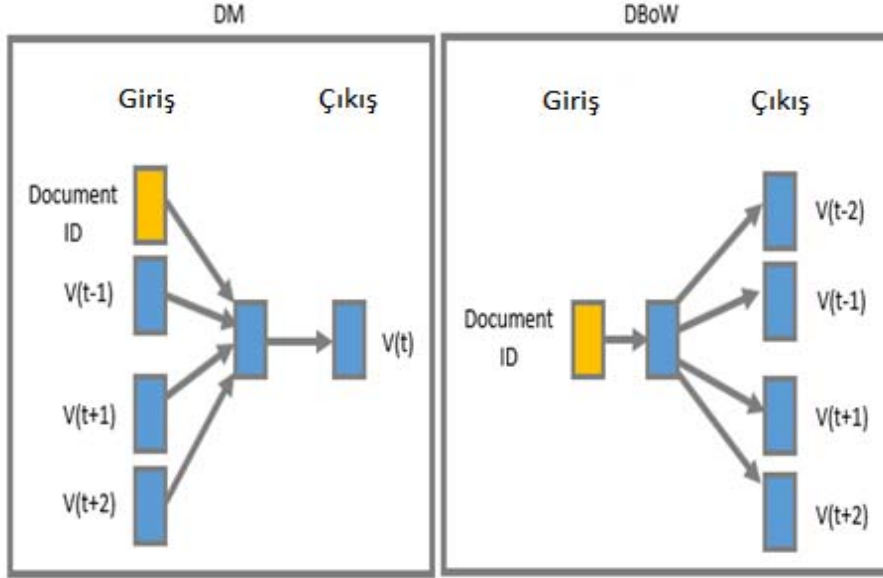 DM
Giriş
Çıkış
Document
ID
V(t-1)
V(t+1)
V(t+2)
V(t)
DBoW
Giriş
Çıkış
Document
ID
V(t-2)
V(t-1)
V(t+1)
V(t+2)